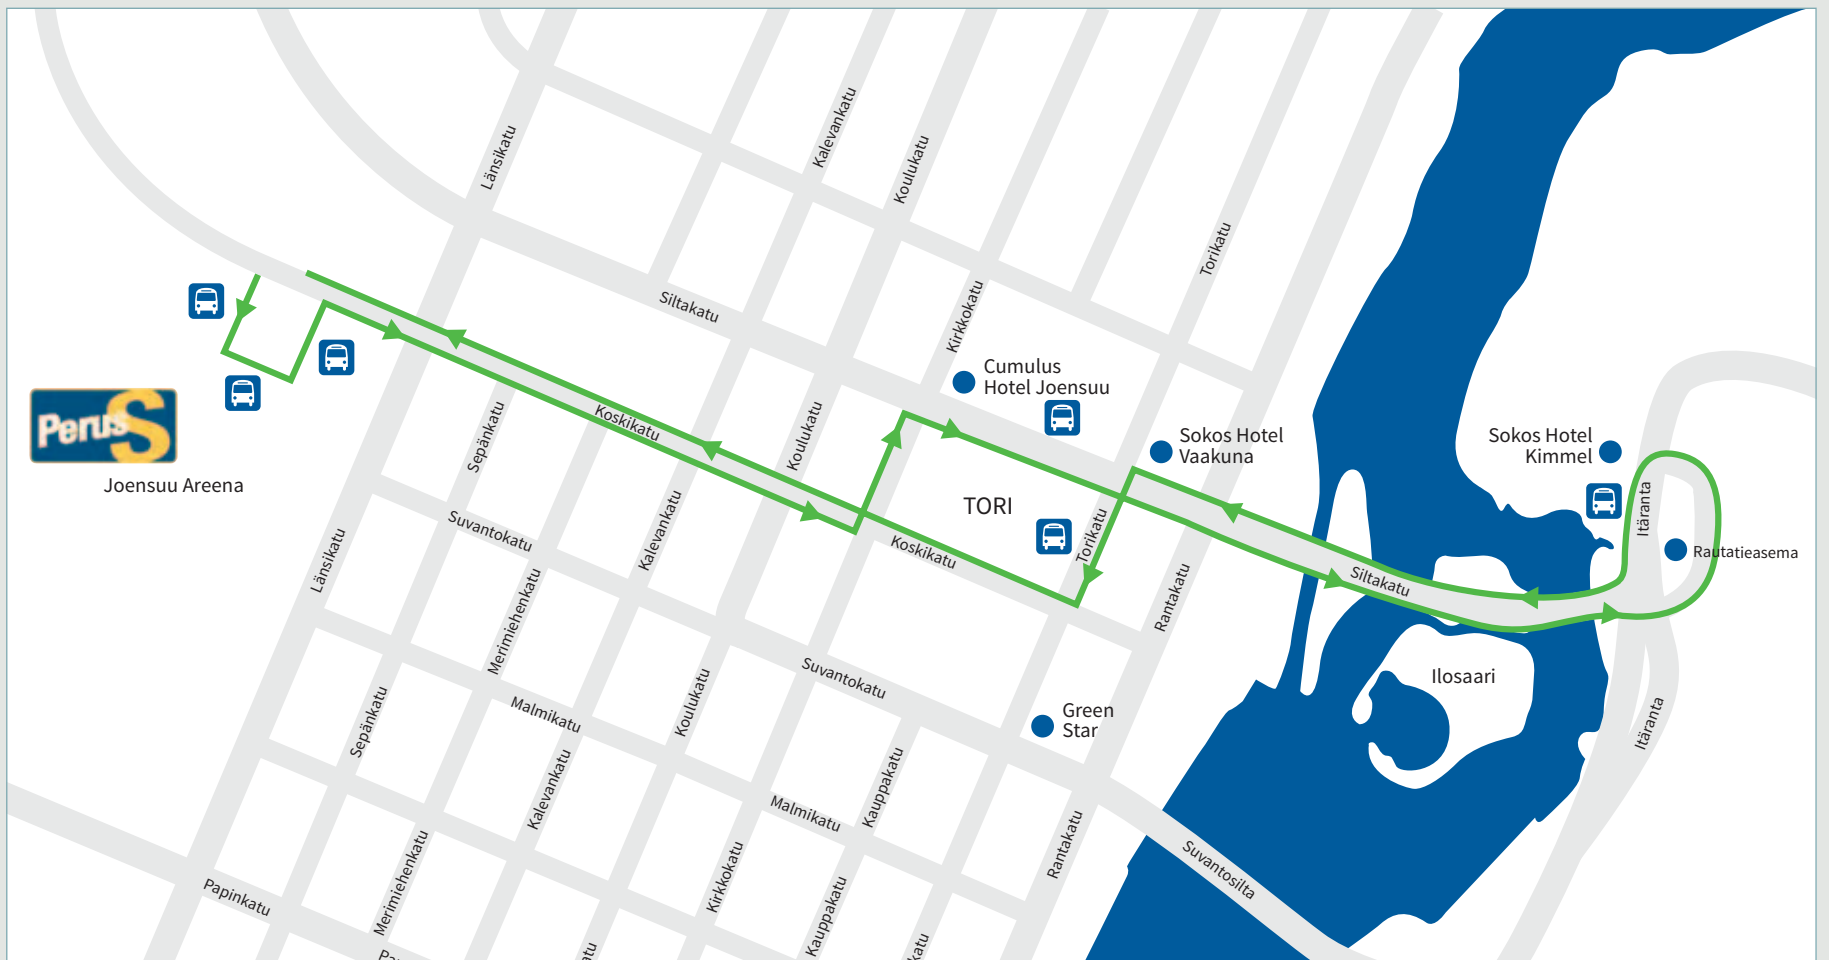 Länsikatu
Kalevankatu
Koulukatu
Torikatu
Siltakatu
Kirkkokatu
Cumulus
Hotel Joensuu
Perus S
Joensuu Areena
Sepänkatu
Koskikatu
Koulukatu
Sokos Hotel
Vaakuna
Sokos Hotel
Kimmel
Itäranta
Rautatieasema
TORI
Torikatu
Koskikatu
Suvantokatu
Kalevankatu
Länsikatu
Merimiehenkatu
Rantakatu
Siltakatu
Ilosaari
Suvantokatu
Green
Star
Itäranta
Sepänkatu
Malmikatu
Koulukatu
Kalevankatu
Kauppakatu
Malmikatu
Rantakatu
Suvantosilta
Papinkatu
Merimiehenkatu
Kirkkokatu
Kauppakatu